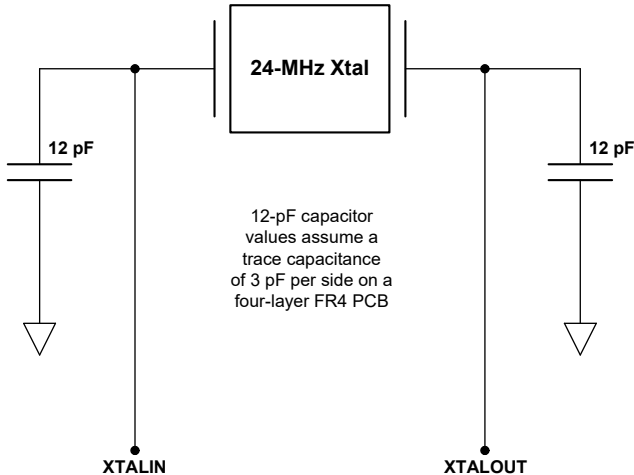 24-MHz Xtal
12 pF
12 pF
12-pF capacitor
values assume a
trace capacitance
of 3 pF per side on a
four-layer FR4 PCB
XTALIN
XTALOUT